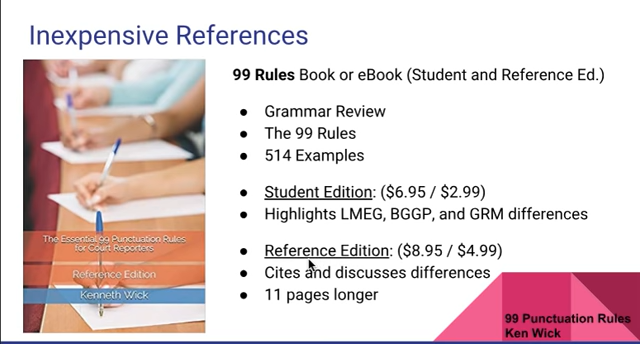 Inexpensive References
99 Rules Book or eBook (Student and Reference Ed.)
● Grammar Review
● The 99 Rules
● 514 Examples
● Student Edition: ($6.95 / $2.99)
● Highlights LMEG, BGGP, and GRM differences
● Reference Edition: ($8.95 / $4.99)
● Cites and discusses differences
● 11 pages longer
The Essential 99 Punctuation Rules
for Court Reporters
Reference Edition
Kenneth Wick
99 Punctuation Rules
Ken Wick